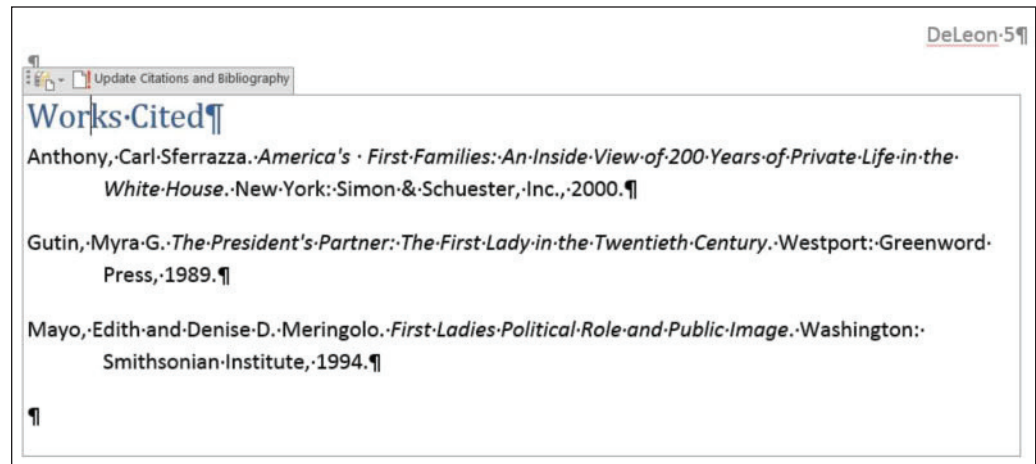 DeLeon·5¶
¶
Update Citations and Bibliography
Works·Cited¶
Anthony,·Carl·Sferrazza.·America's · First·Families:·An·Inside·View·of·200·Years·of·Private·Life·in·the·
White·House.·New·York:·Simon·&·Schuester,·Inc.,·2000.¶
Gutin,·Myra·G.·The·President's·Partner:·The·First·Lady·in·the·Twentieth·Century.·Westport:·Greenword·
Press,·1989.¶
Mayo,·Edith·and·Denise·D.·Meringolo.·First·Ladies·Political·Role·and·Public·Image.·Washington:·
Smithsonian·Institute,·1994.¶
¶